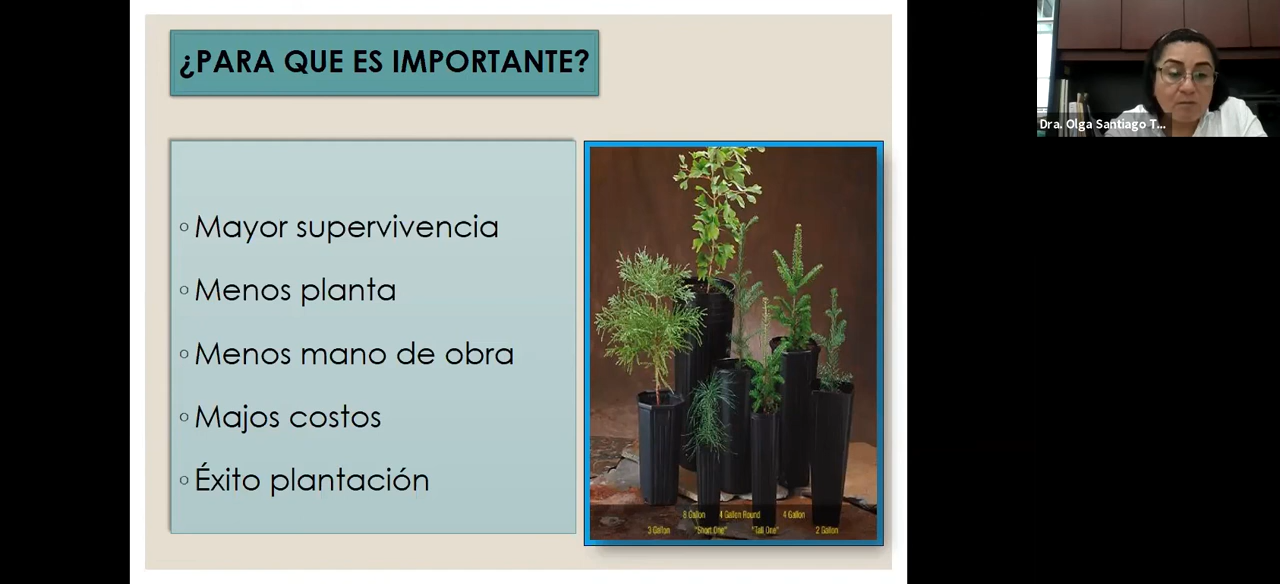 ¿PARA QUE ES IMPORTANTE?
Mayor supervivencia
Menos planta
Menos mano de obra
Majos costos
Éxito plantación
8 Gallon 4 Gallon Round 4 Gallon
3 Gallon "Short One" "Tall One" 2 Gallon
Dra. Olga Santiago T...